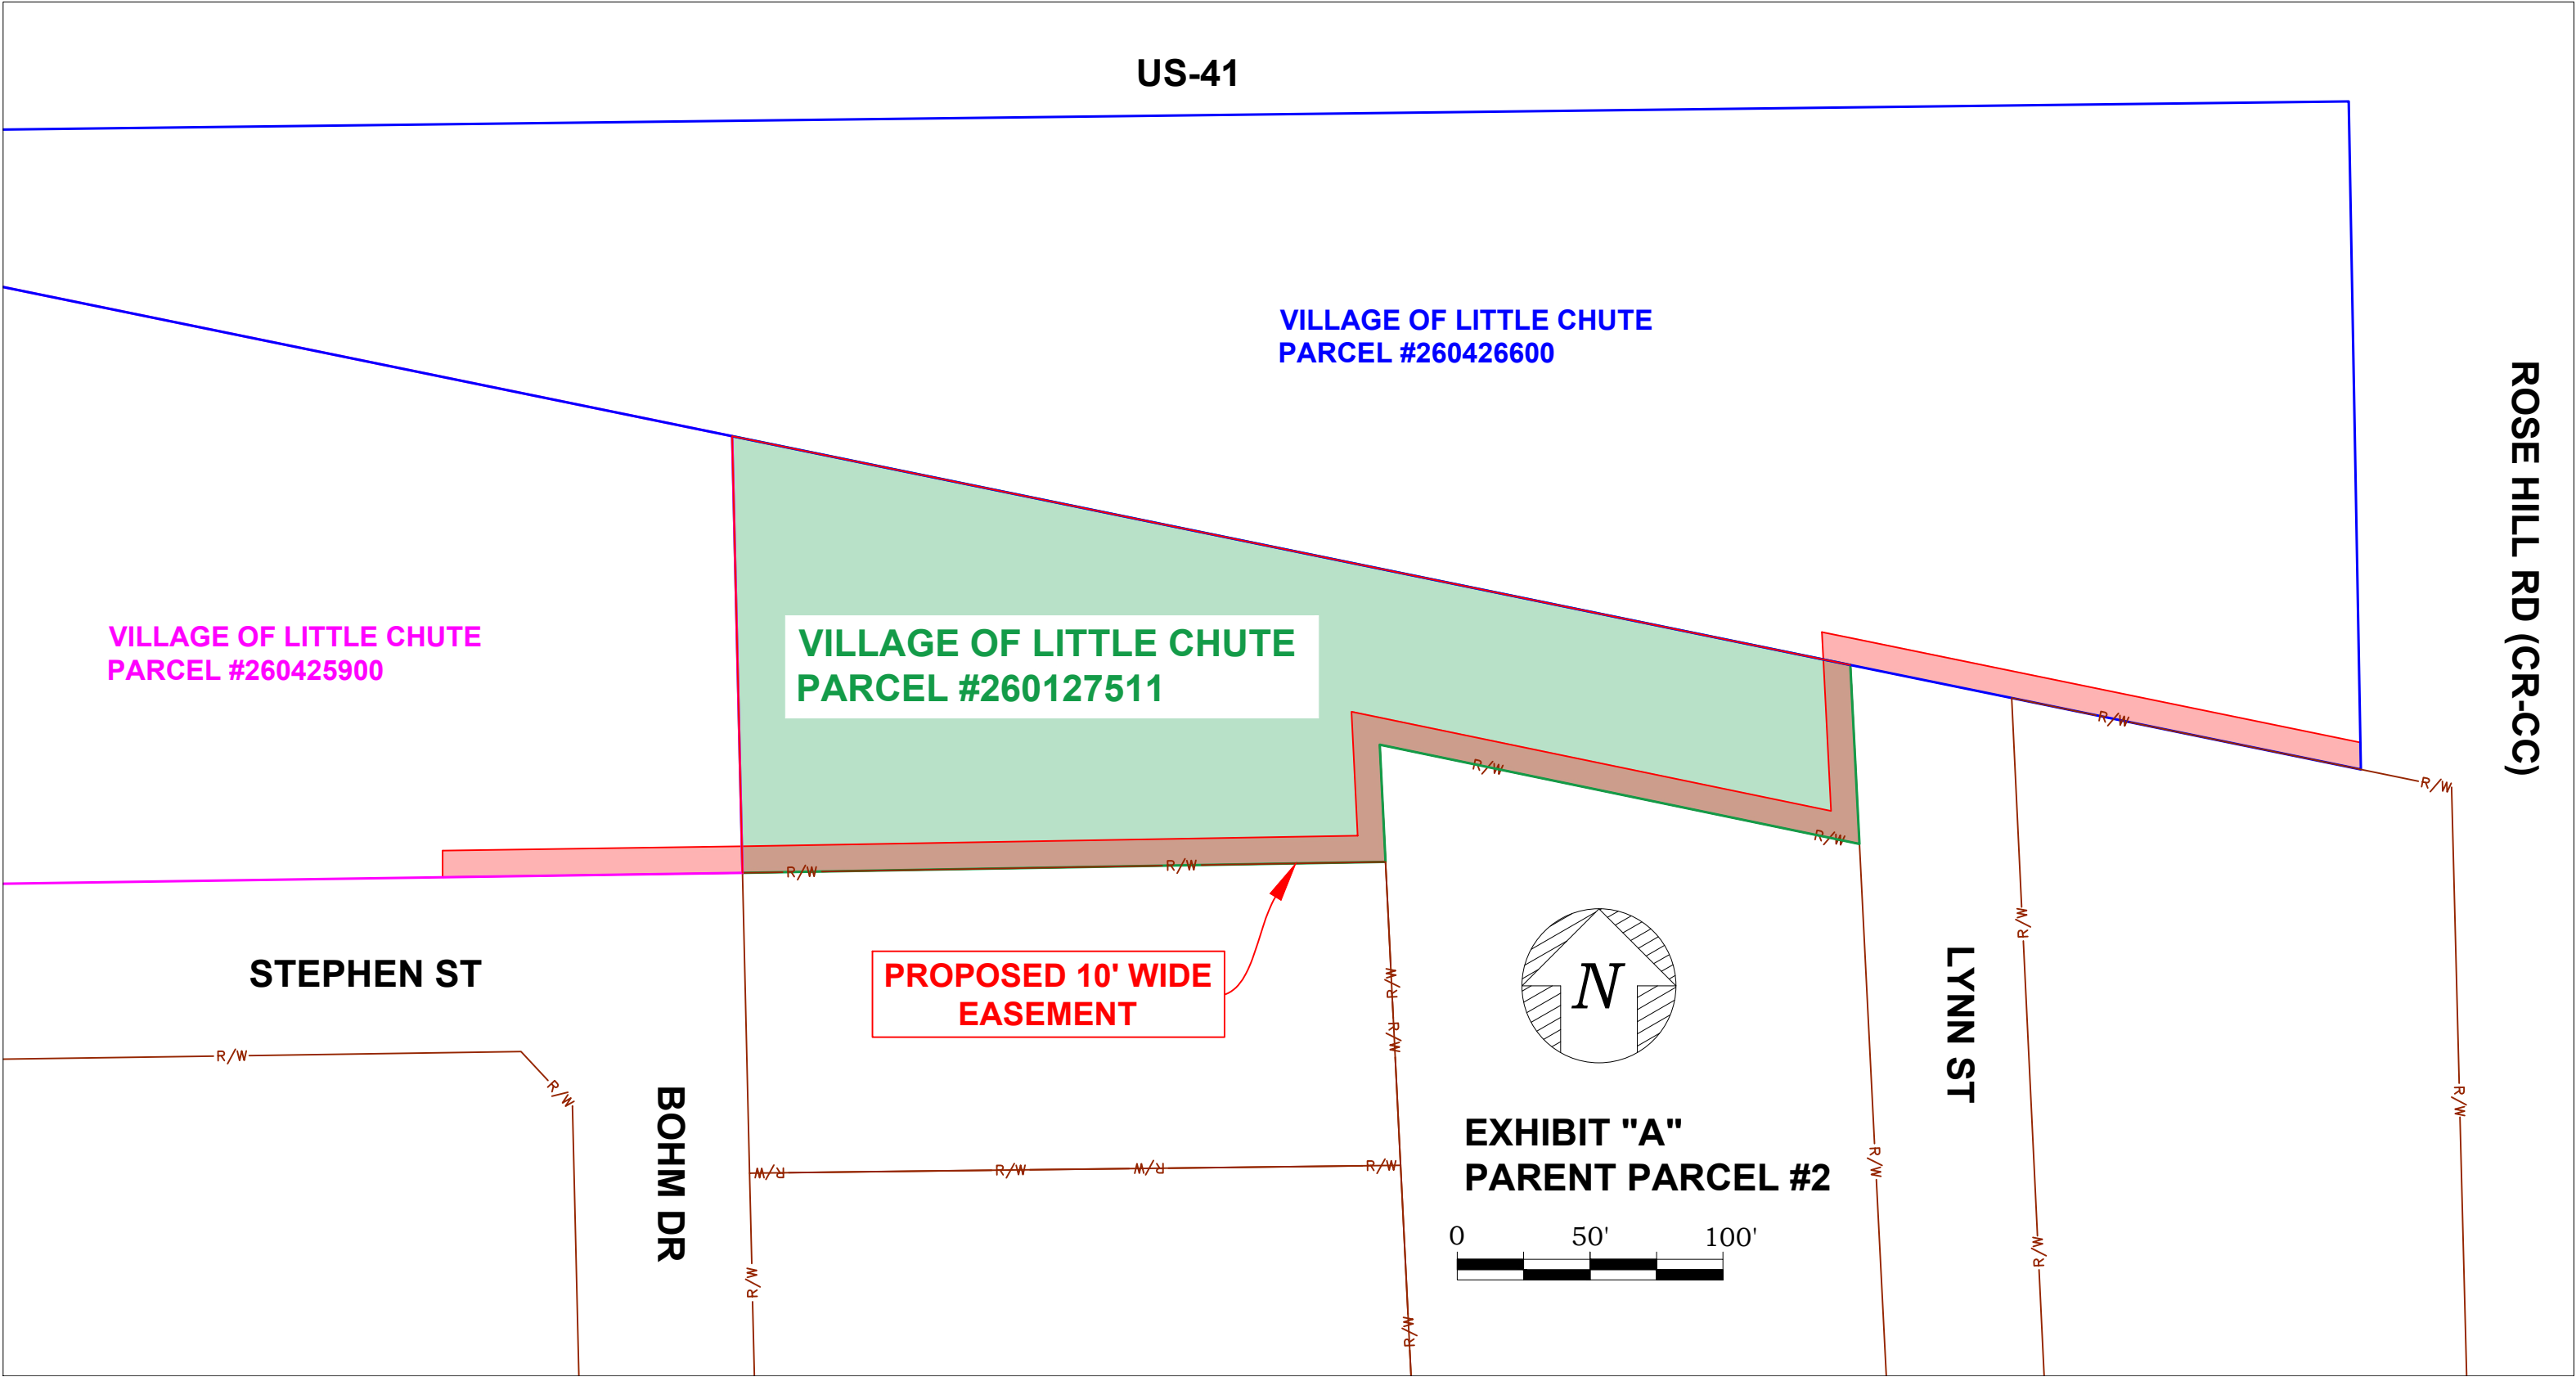 US-41
VILLAGE OF LITTLE CHUTE
PARCEL #260426600
ROSE HILL RD (CR-CC)
VILLAGE OF LITTLE CHUTE
PARCEL #260425900
VILLAGE OF LITTLE CHUTE
PARCEL #260127511
R/W
R/W
R/W
R/W
R/W
R/W
STEPHEN ST
PROPOSED 10' WIDE
EASEMENT
N
LYNN ST
R/W
R/W
R/W
R/W
R/W
BOHM DR
R/W
EXHIBIT "A"
PARENT PARCEL #2
R/W
R/W
R/W
R/W
R/W
0 50' 100'
R/W
R/W
R/W